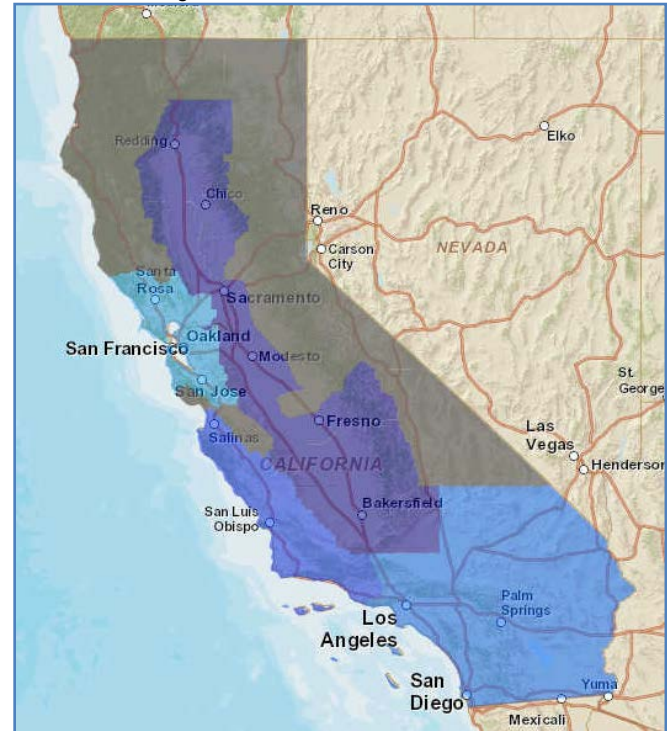 Redding
Elko
Chico
Reno
Carson
City
NEVADA
Santa
Rosa
Sacramento
Oakland
San Francisco
Modesto
San Jose
St.
George
Fresno
Las
Vegas
Salinas
Henderson
CALIFORNIA
Bakersfield
San Luis
Obispo
Palm
Springs
Los
Angeles
San
Diego
Yuma
Mexicali